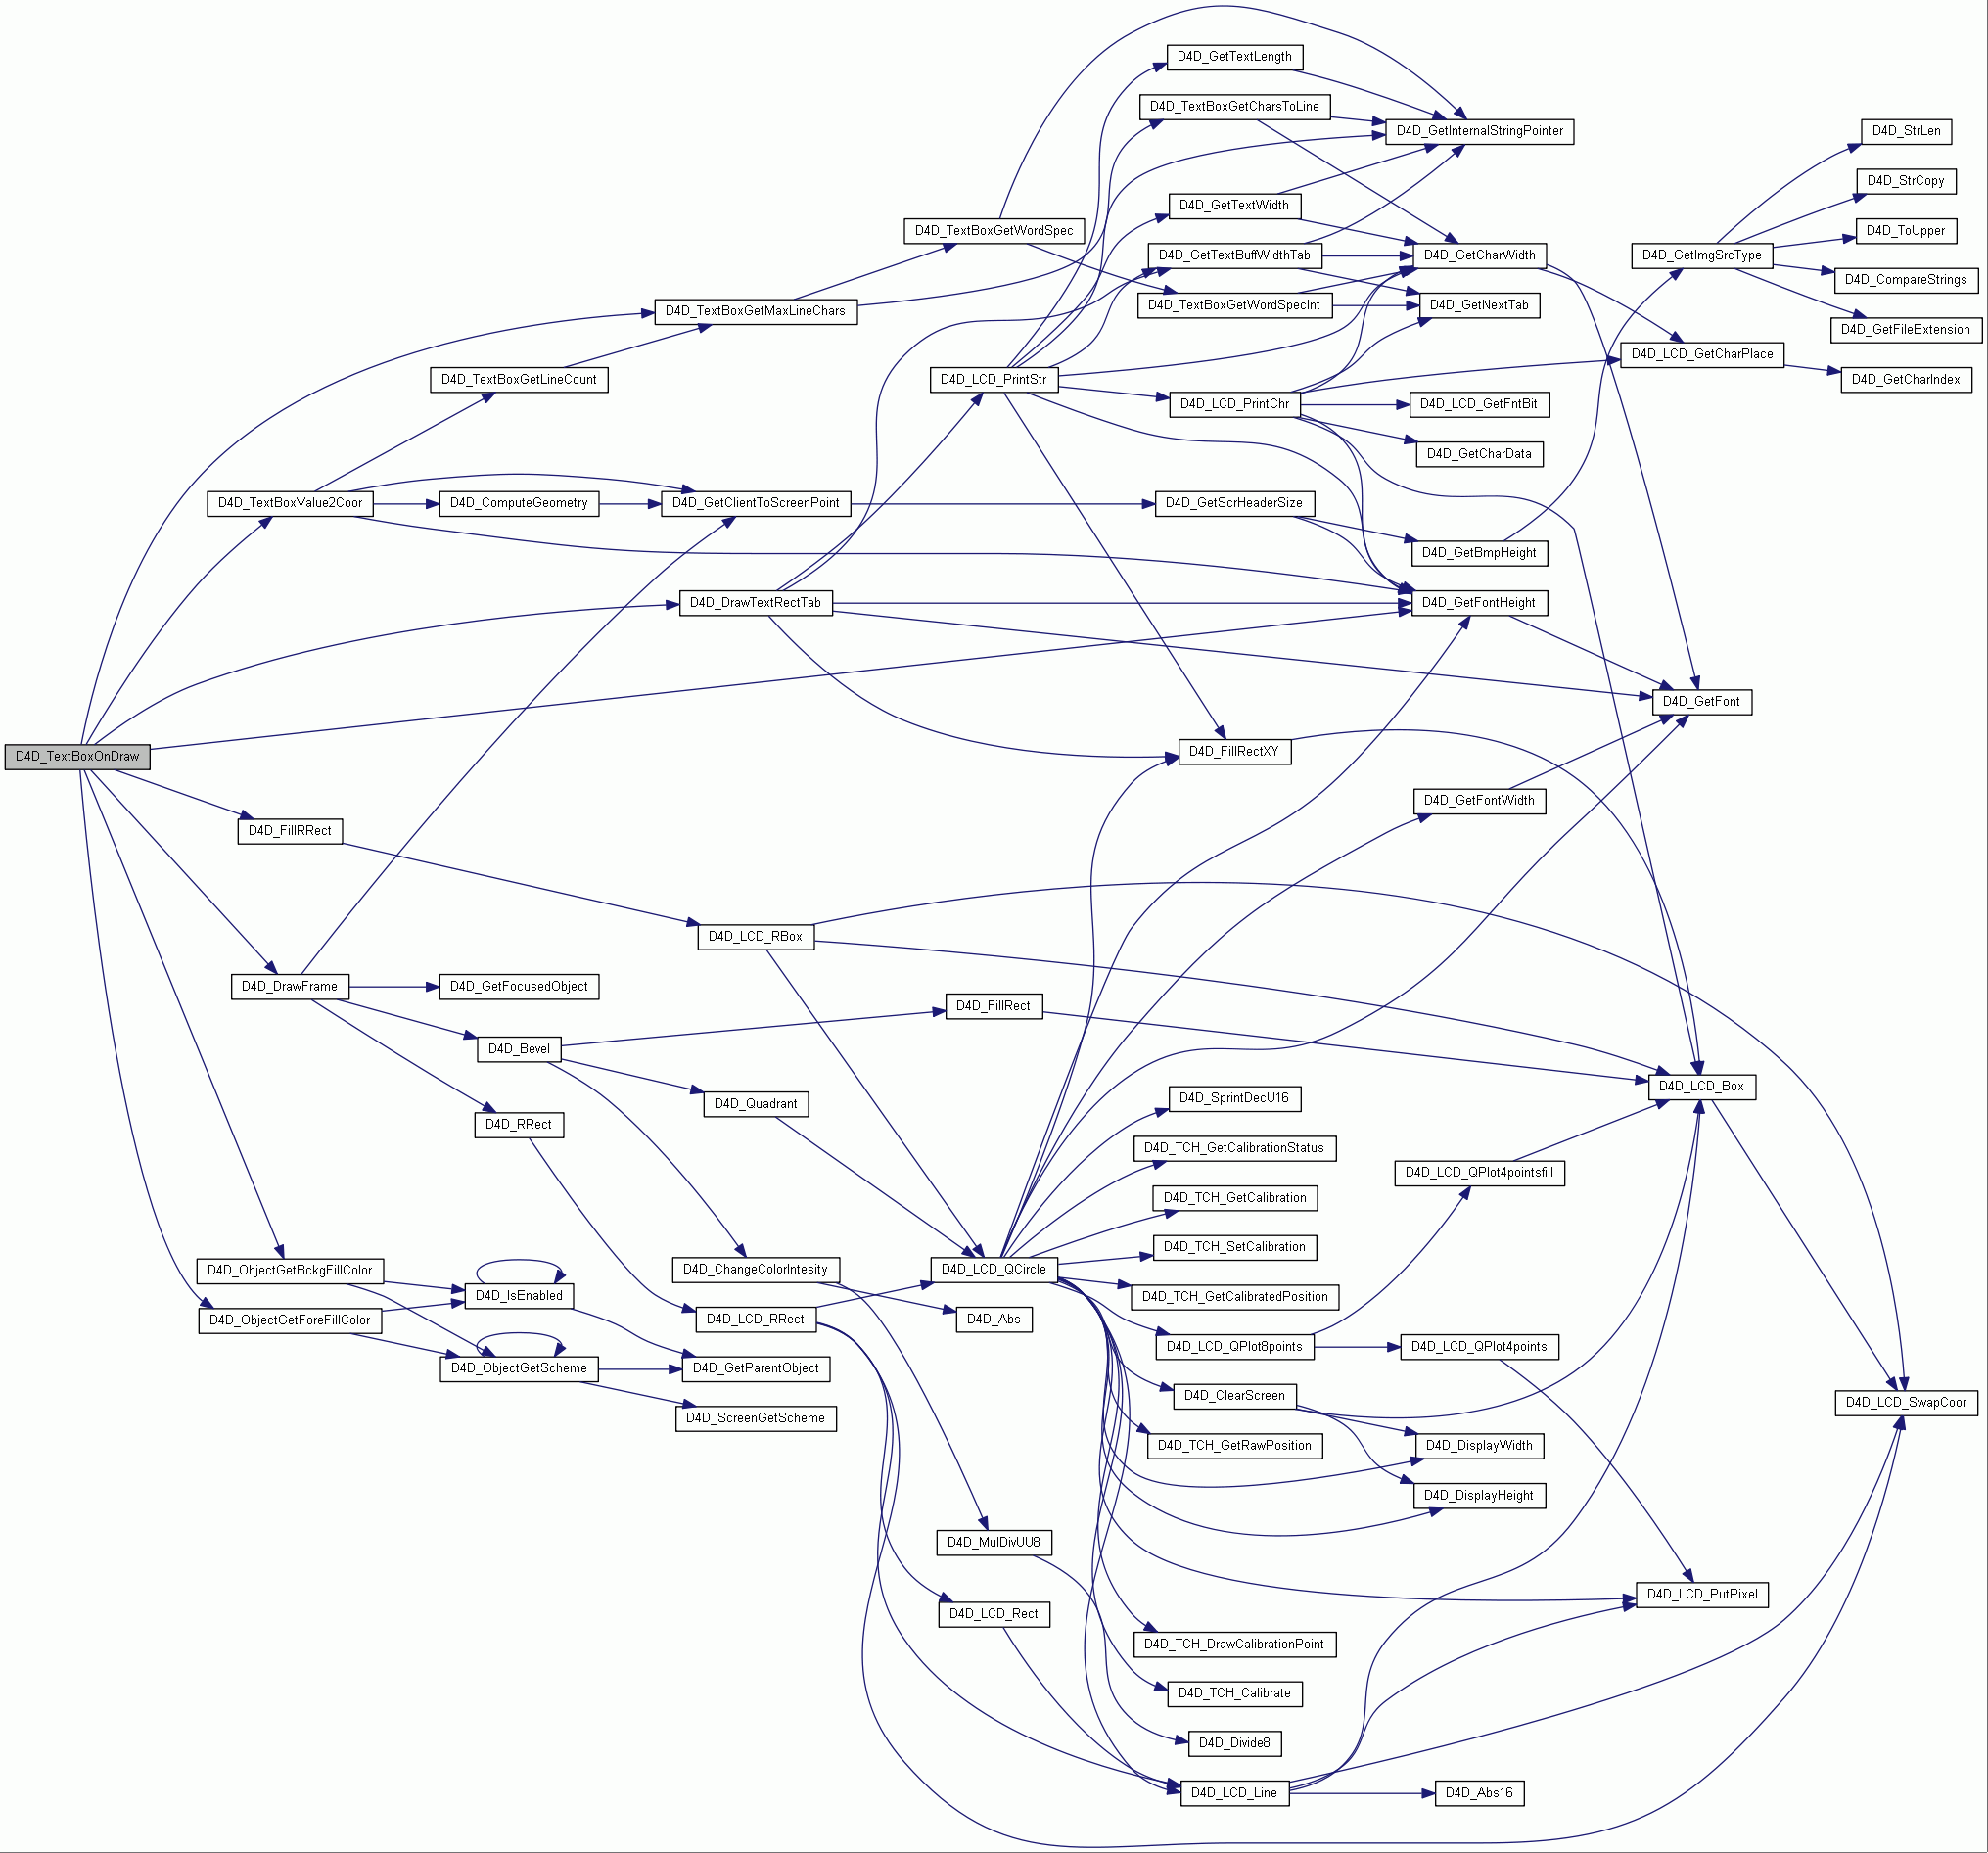 D4D_GetTextLength
D4D_TextBoxGetCharsToLine
D4D_GetInternalStringPointer
D4D_StrLen
D4D_StrCopy
D4D_GetTextWidth
D4D_TextBoxGetWordSpec
D4D_ToUpper
D4D_GetTextBuffWidthTab
D4D_GetCharWidth
D4D_GetImgSrcType
D4D_CompareStrings
D4D_TextBoxGetMaxLineChars
D4D_TextBoxGetWordSpecInt
D4D_GetNextTab
D4D_GetFileExtension
D4D_LCD_GetCharPlace
D4D_TextBoxGetLineCount
D4D_LCD_PrintStr
D4D_GetCharIndex
D4D_LCD_PrintChr
D4D_LCD_GetFntBit
D4D_GetCharData
D4D_TextBoxValue2Coor
D4D_ComputeGeometry
D4D_GetClientToScreenPoint
D4D_GetScrHeaderSize
D4D_GetBmpHeight
D4D_DrawTextRectTab
D4D_GetFontHeight
D4D_GetFont
D4D_TextBoxOnDraw
D4D_FillRectXY
D4D_GetFontWidth
D4D_FillRRect
D4D_LCD_RBox
D4D_DrawFrame
D4D_GetFocusedObject
D4D_FillRect
D4D_Bevel
D4D_LCD_Box
D4D_Quadrant
D4D_SprintDecU16
D4D_RRect
D4D_TCH_GetCalibrationStatus
D4D_LCD_QPlot4pointsfill
D4D_TCH_GetCalibration
D4D_TCH_SetCalibration
D4D_ObjectGetBckgFillColor
D4D_ChangeColorIntesity
D4D_LCD_QCircle
D4D_IsEnabled
D4D_TCH_GetCalibratedPosition
D4D_ObjectGetForeFillColor
D4D_LCD_RRect
D4D_Abs
D4D_LCD_QPlot8points
D4D_LCD_QPlot4points
D4D_ObjectGetScheme
D4D_GetParentObject
D4D_ClearScreen
D4D_LCD_SwapCoor
D4D_ScreenGetScheme
D4D_TCH_GetRawPosition
D4D_DisplayWidth
D4D_DisplayHeight
D4D_MulDivUU8
D4D_LCD_PutPixel
D4D_LCD_Rect
D4D_TCH_DrawCalibrationPoint
D4D_TCH_Calibrate
D4D_Divide8
D4D_LCD_Line
D4D_Abs16